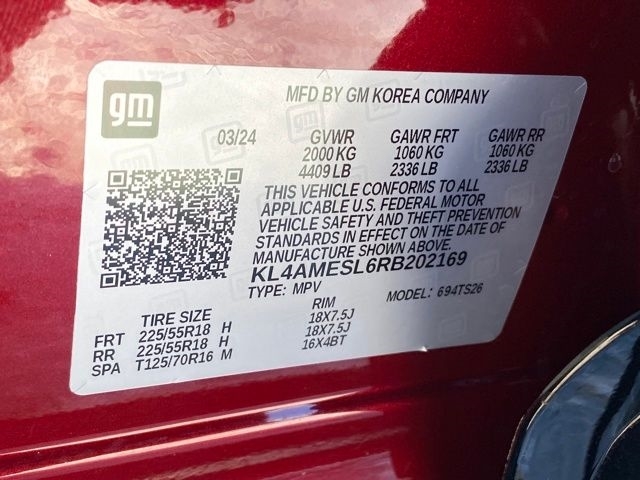 gm
MFD BY GM KOREA COMPANY
03/24 GVWR GAWR FRT GAWR RR
2000 KG 1060 KG 1060 KG
4409 LB 2336 LB 2336 LB
THIS VEHICLE CONFORMS TO ALL
APPLICABLE U.S. FEDERAL MOTOR
VEHICLE SAFETY AND THEFT PREVENTION
STANDARDS IN EFFECT ON THE DATE OF
MANUFACTURE SHOWN ABOVE.
KL4AMESL6RB202169
TYPE: MPV MODEL: 694TS26
TIRE SIZE RIM
FRT 225/55R18 H 18X7.5J
RR 225/55R18 H 18X7.5J
SPA T125/70R16 M 16X4BT